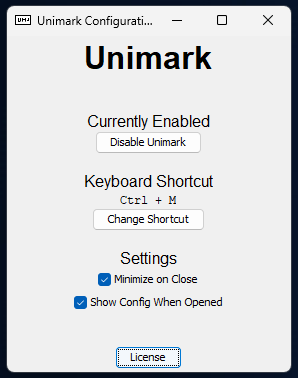 Unimark Configurati...
Unimark
Currently Enabled
Disable Unimark
Keyboard Shortcut
Ctrl + M
Change Shortcut
Settings
Minimize on Close
Show Config When Opened
License